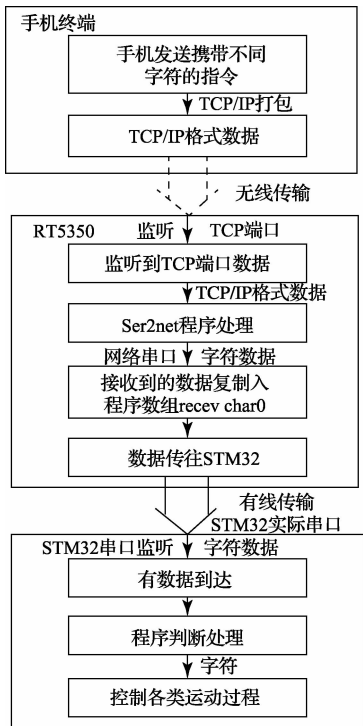 手机终端
手机发送携带不同
字符的指令
TCP/IP打包
TCP/IP格式数据
无线传输
RT5350 监听 TCP端口
监听到TCP端口数据
TCP/IP格式数据
Ser2net程序处理
网络串口 字符数据
接收到的数据复制入
程序数组recev char0
数据传往STM32
有线传输
STM32实际串口
STM32串口监听 字符数据
有数据到达
程序判断处理
字符
控制各类运动过程